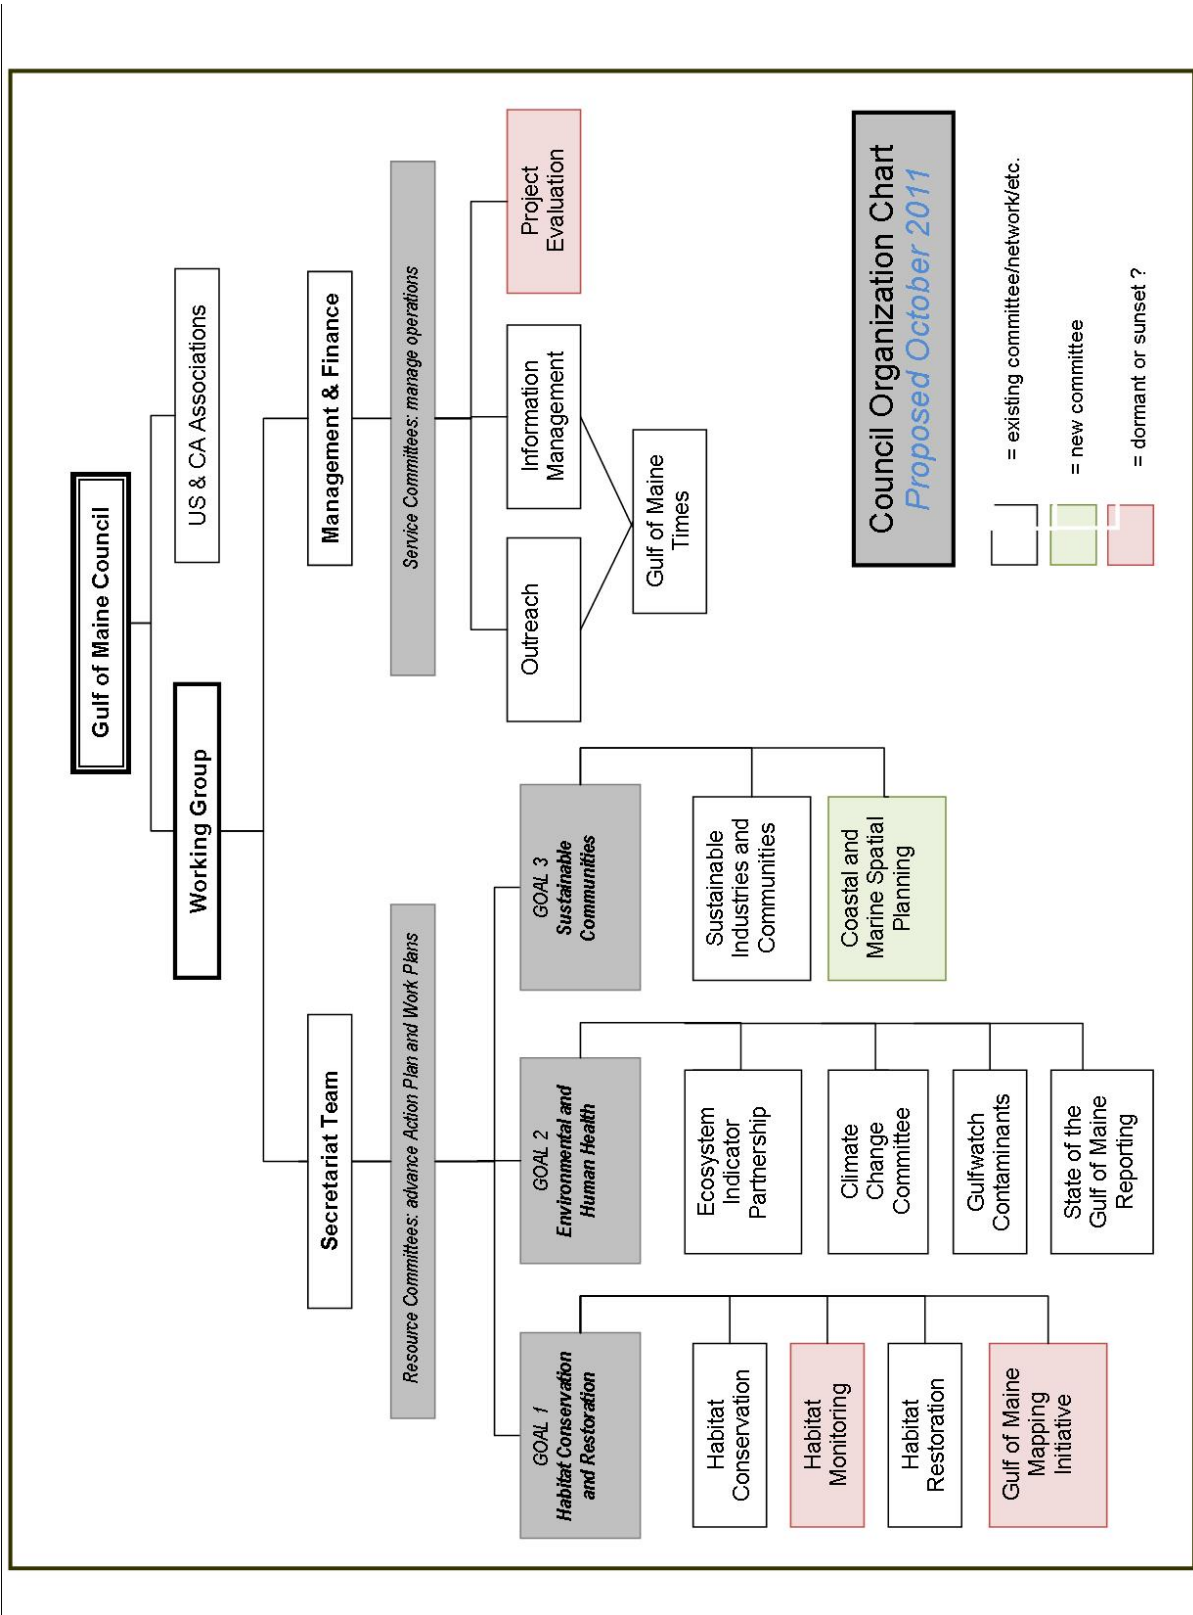 Gulf of Maine Council
Working Group
US & CA Associations
Secretariat Team
Management & Finance
Resource Committees: advance Action Plan and Work Plans
Service Committees: manage operations
GOAL 1
Habitat Conservation
and Restoration
GOAL 2
Environmental and
Human Health
GOAL 3
Sustainable
Communities
Outreach
Information
Management
Project
Evaluation
Gulf of Maine
Times
Habitat
Conservation
Habitat
Monitoring
Habitat
Restoration
Gulf of Maine
Mapping
Initiative
Ecosystem
Indicator
Partnership
Climate
Change
Committee
Gulfwatch
Contaminants
State of the
Gulf of Maine
Reporting
Sustainable
Industries and
Communities
Coastal and
Marine Spatial
Planning
Council Organization Chart
Proposed October 2011
= existing committee/network/etc.
= new committee
= dormant or sunset ?